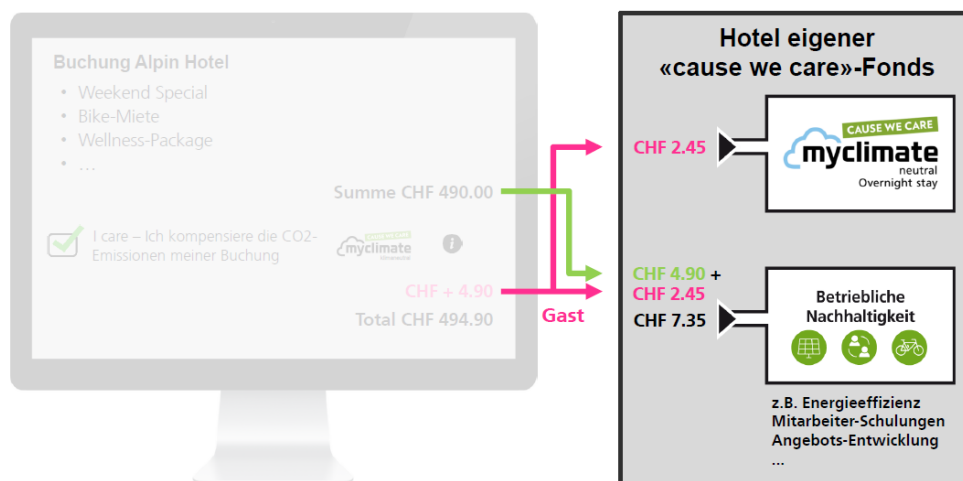 Buchung Alpin Hotel
• Weekend Special
• Bike-Miete
• Wellness-Package
• ...
Summe CHF 490.00
I care – Ich kompensiere die CO2-
Emissionen meiner Buchung
CAUSE WE CARE
myclimate
i
CHF + 4.90
Total CHF 494.90
Gast
Hotel eigener
«cause we care»-Fonds
CHF 2.45
CAUSE WE CARE
myclimate
neutral
Overnight stay
CHF 4.90 +
CHF 2.45
CHF 7.35
Betriebliche
Nachhaltigkeit
z.B. Energieeffizienz
Mitarbeiter-Schulungen
Angebots-Entwicklung
...